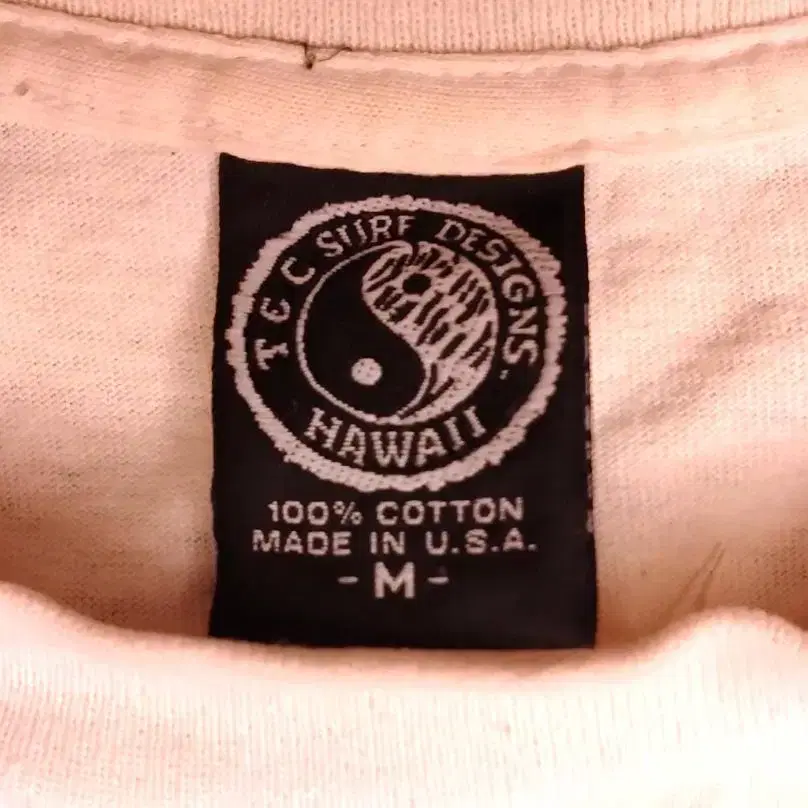 T & C SURF DESIGNS
HAWAII
100% COTTON
MADE IN U.S.A.
- M -